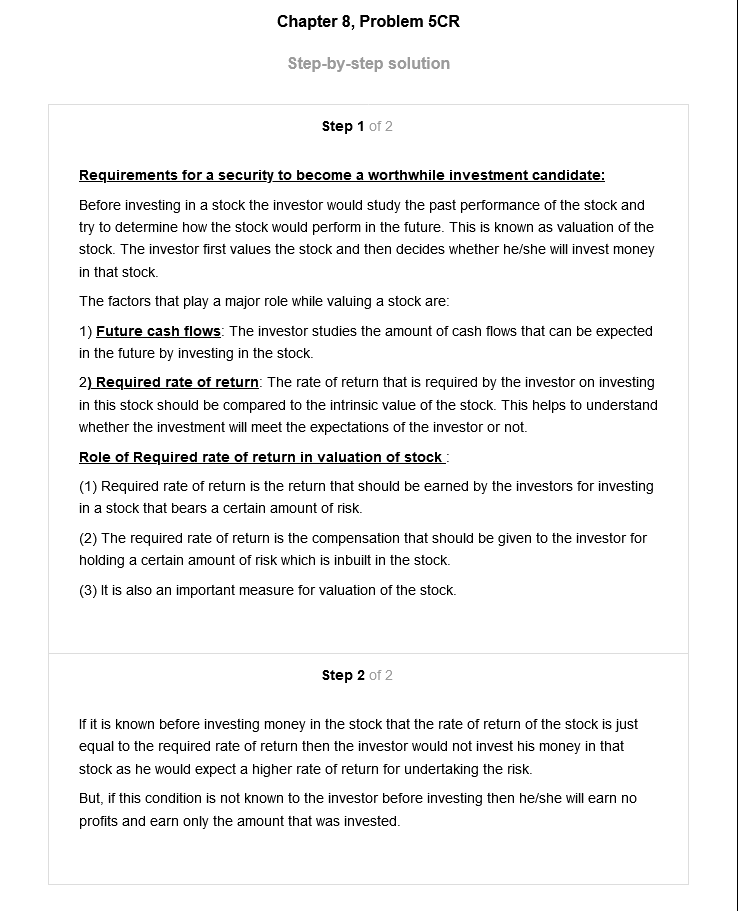 Chapter 8, Problem 5CR
Step-by-step solution
Step 1 of 2
Requirements for a security to become a worthwhile investment candidate:
Before investing in a stock the investor would study the past performance of the stock and
try to determine how the stock would perform in the future. This is known as valuation of the
stock. The investor first values the stock and then decides whether he/she will invest money
in that stock.
The factors that play a major role while valuing a stock are:
1) Future cash flows: The investor studies the amount of cash flows that can be expected
in the future by investing in the stock.
2) Required rate of return: The rate of return that is required by the investor on investing
in this stock should be compared to the intrinsic value of the stock. This helps to understand
whether the investment will meet the expectations of the investor or not.
Role of Required rate of return in valuation of stock :
(1) Required rate of return is the return that should be earned by the investors for investing
in a stock that bears a certain amount of risk.
(2) The required rate of return is the compensation that should be given to the investor for
holding a certain amount of risk which is inbuilt in the stock.
(3) It is also an important measure for valuation of the stock.
Step 2 of 2
If it is known before investing money in the stock that the rate of return of the stock is just
equal to the required rate of return then the investor would not invest his money in that
stock as he would expect a higher rate of return for undertaking the risk.
But, if this condition is not known to the investor before investing then he/she will earn no
profits and earn only the amount that was invested.